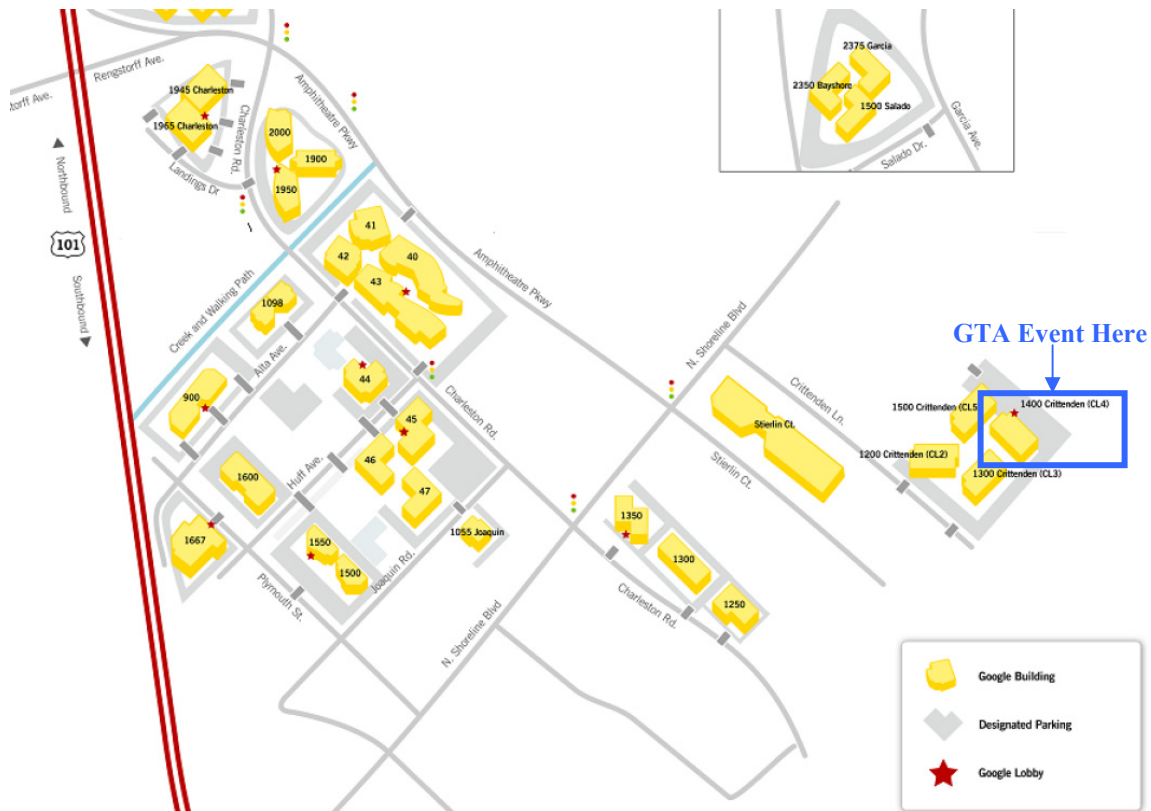 2375 Garcia
2350 Bayshore
1500 Salado
Salado Dr.
Garcia Ave.
Rengstorff Ave.
torff Ave.
1945 Charleston
1965 Charleston
Charleston Rd.
Landings Dr
Amphitheatre Pkwy
2000
1900
1950
Northbound
101
Southbound
Creek and Walking Path
41
42
40
43
Amphitheatre Pkwy
1098
Alta Ave.
900
44
Charleston Rd.
45
46
47
Huff Ave.
1600
1667
1550
1500
Plymouth St.
Joaquin Rd.
1055 Joaquin
N. Shoreline Blvd
N. Shoreline Blvd
Crittenden Ln.
Stierlin Ct.
Stierlin Ct.
GTA Event Here
1500 Crittenden (CL5
1400 Crittenden (CL4)
1200 Crittenden (CL2)
1300 Crittenden (CL3)
1350
1300
1250
Charleston Rd.
Google Building
Designated Parking
Google Lobby